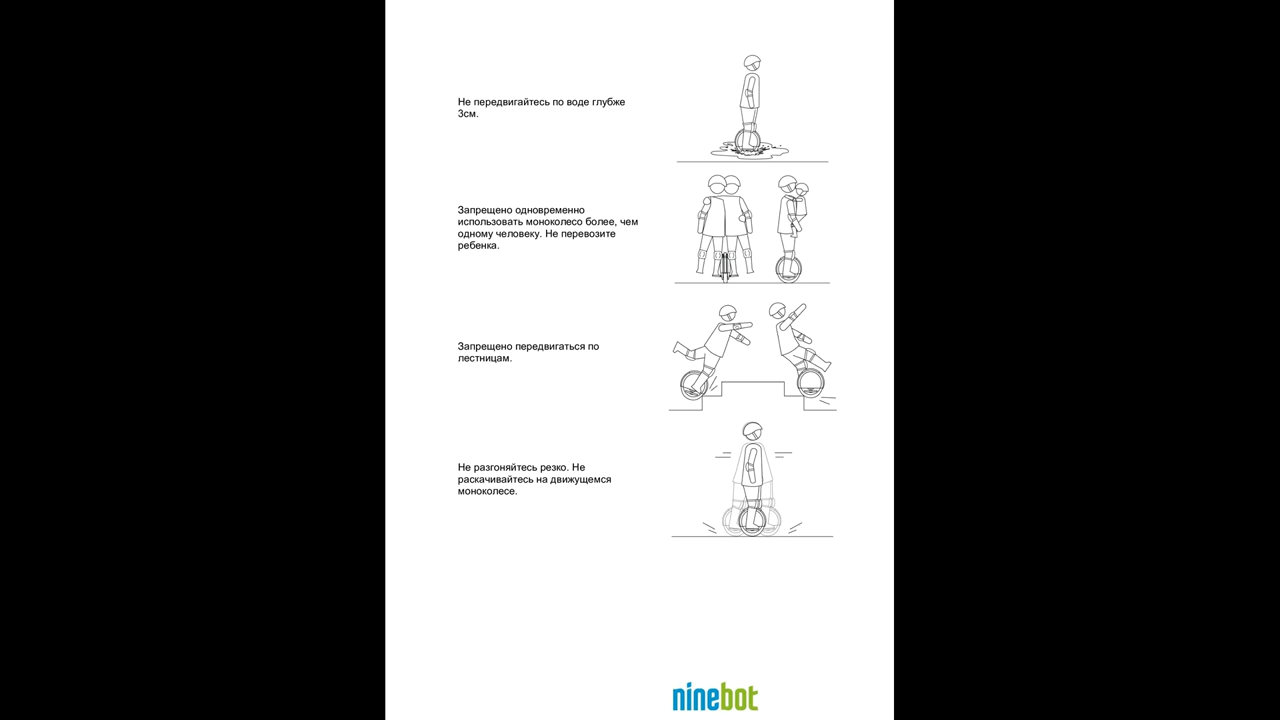 Не передвигайтесь по воде глубже
3см.
Запрещено одновременно
использовать моноколесо более, чем
одному человеку. Не перевозите
ребенка.
Запрещено передвигаться по
лестницам.
Не разгоняйтесь резко. Не
раскачивайтесь на движущемся
моноколесе.
ninebot